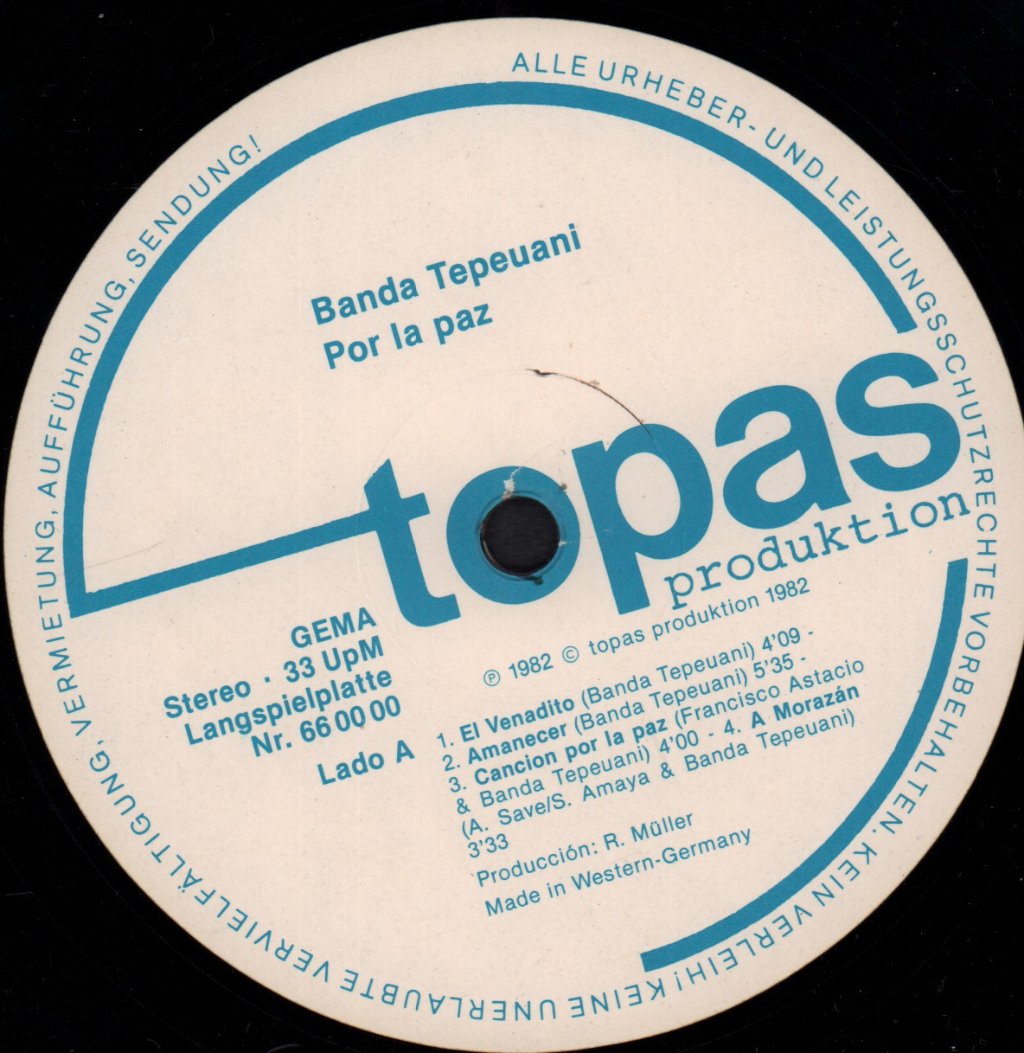 ALLE URHEBER- UND LEISTUNGSSCHUTZRECHTE VORBEHALTEN. KEIN VERLEIH! KEINE UNERLAUBTE VERVIELFÄLTIGUNG, VERMIETUNG, AUFFÜHRUNG, SENDUNG!
Banda Tepeuani
Por la paz
topas
produktion
GEMA
Stereo . 33 UpM
Langspielplatte
Nr. 66 00 00
Lado A
℗ 1982 © topas produktion 1982
1. El Venadito (Banda Tepeuani) 4'09 -
2. Amanecer (Banda Tepeuani) 5'35 -
3. Cancion por la paz (Francisco Astacio
& Banda Tepeuani) 4'00 - 4. A Morazán
(A. Save/S. Amaya & Banda Tepeuani)
3'33
Producción: R. Müller
Made in Western-Germany